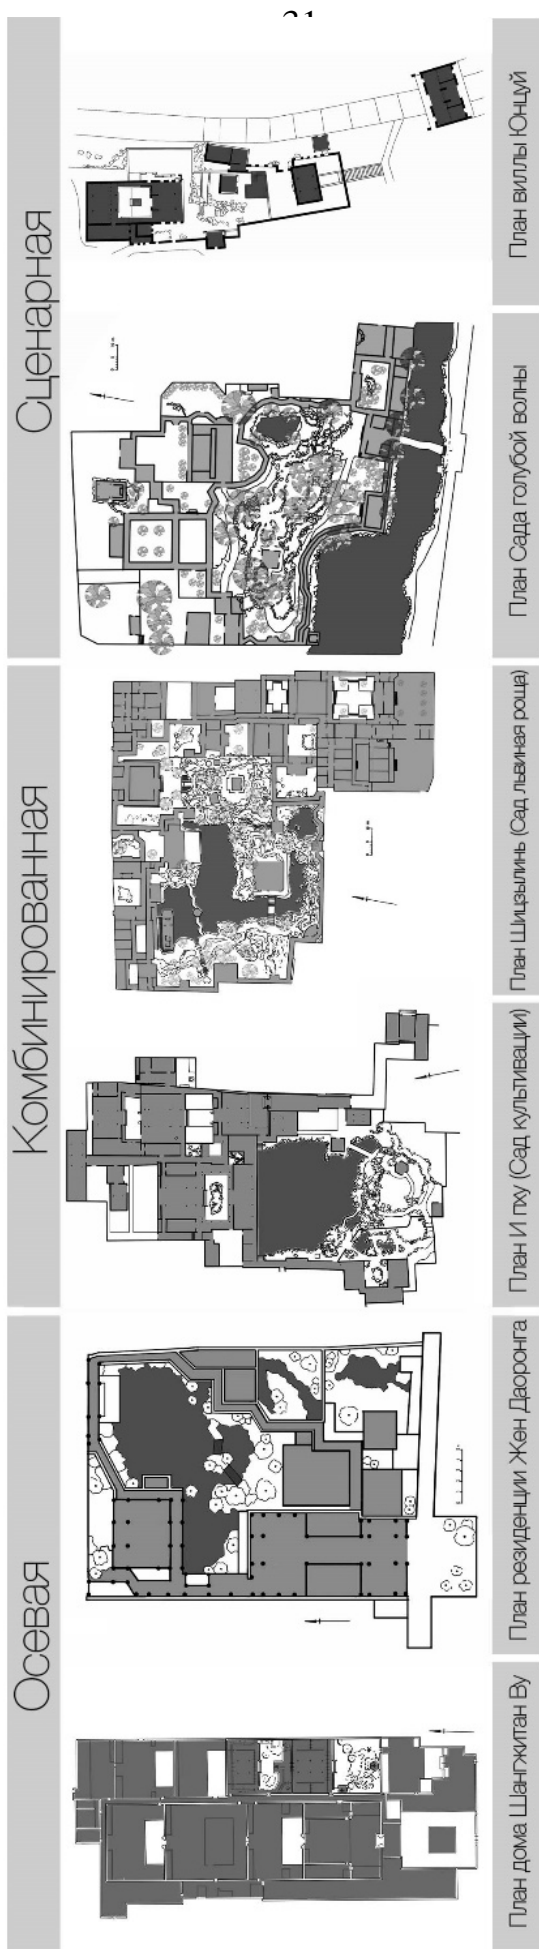 31
Осевая
Комбинированная
Сценарная
План дома Шангжитан Ву
План резиденции Жен Даоронга
План И пху (Сад культивации)
План Шицзылинь (Сад львиная роща)
План Сада голубой волны
План виллы Юнцуй